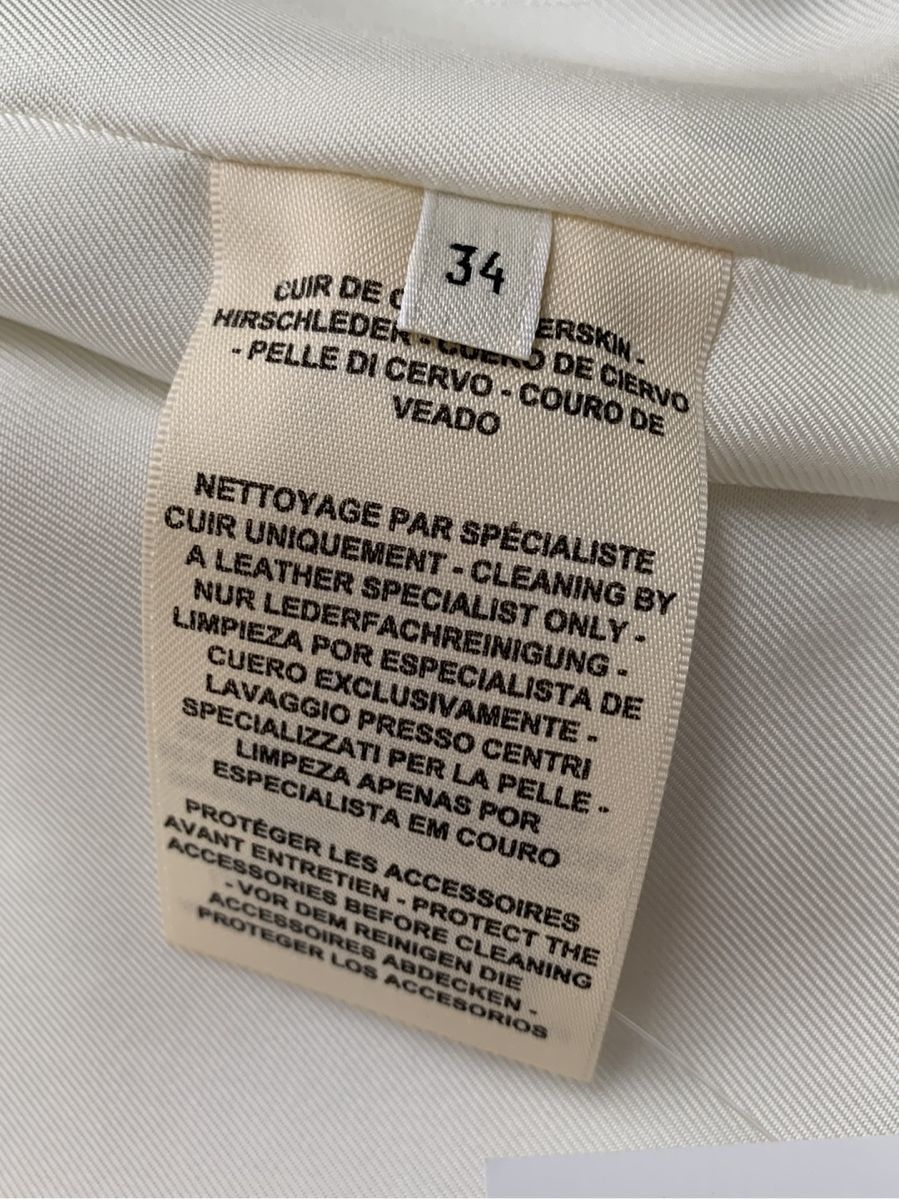 34
CUIR DE
ERSKIN -
HIRSCHLEDER - CUERO DE CIERVO
- PELLE DI CERVO - COURO DE
VEADO
NETTOYAGE PAR SPÉCIALISTE
CUIR UNIQUEMENT - CLEANING BY
A LEATHER SPECIALIST ONLY -
NUR LEDERFACHREINIGUNG -
LIMPIEZA POR ESPECIALISTA DE
CUERO EXCLUSIVAMENTE -
LAVAGGIO PRESSO CENTRI
SPECIALIZZATI PER LA PELLE -
LIMPEZA APENAS POR
ESPECIALISTA EM COURO
PROTÉGER LES ACCESSOIRES
AVANT ENTRETIEN - PROTECT THE
ACCESSORIES BEFORE CLEANING
- VOR DEM REINIGEN DIE
ACCESSOIRES ABDECKEN -
PROTEGER LOS ACCESORIOS